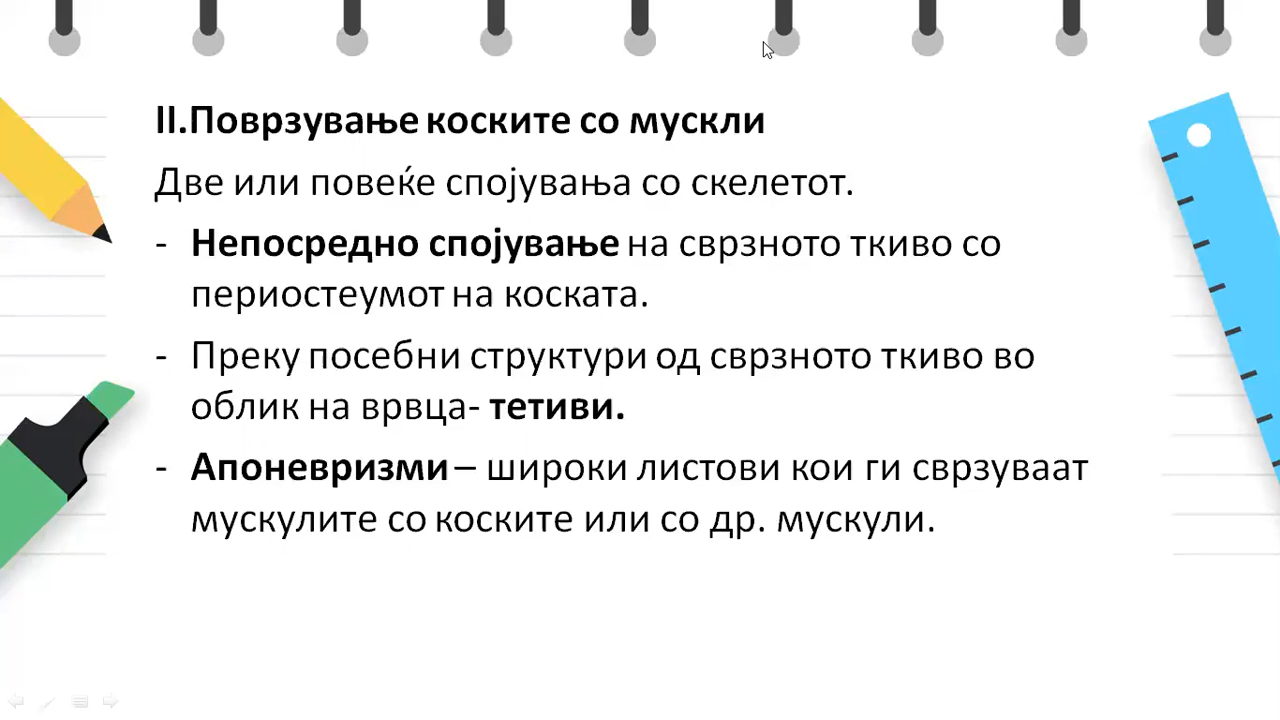 II.Поврзување коските со мускли
Две или повеќе спојувања со скелетот.
- Непосредно спојување на сврзното ткиво со
периостеумот на коската.
- Преку посебни структури од сврзното ткиво во
облик на врвца- тетиви.
- Апоневризми – широки листови кои ги сврзуваат
мускулите со коските или со др. мускули.